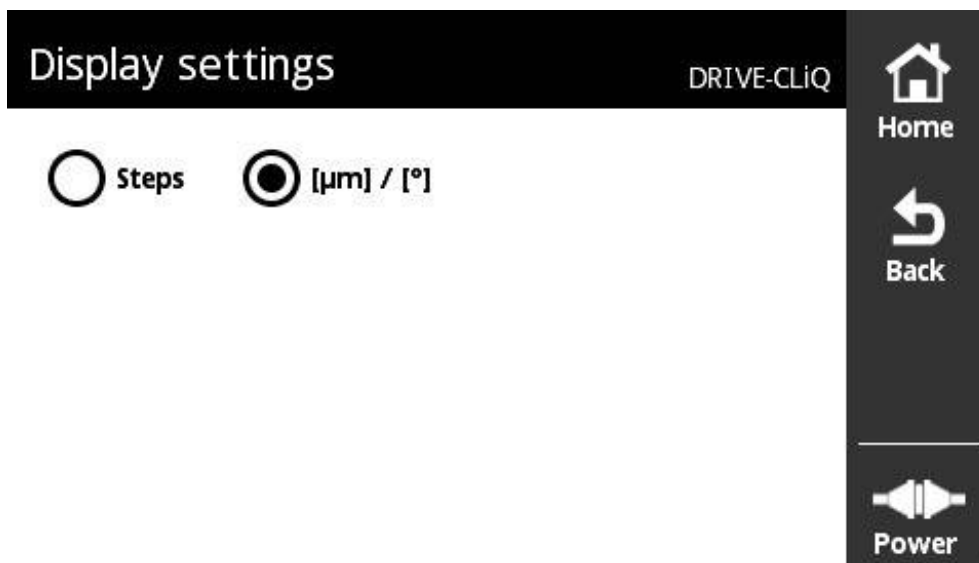 Display settings
DRIVE-CLiQ
Home
Steps
[µm] / [°]
Back
Power